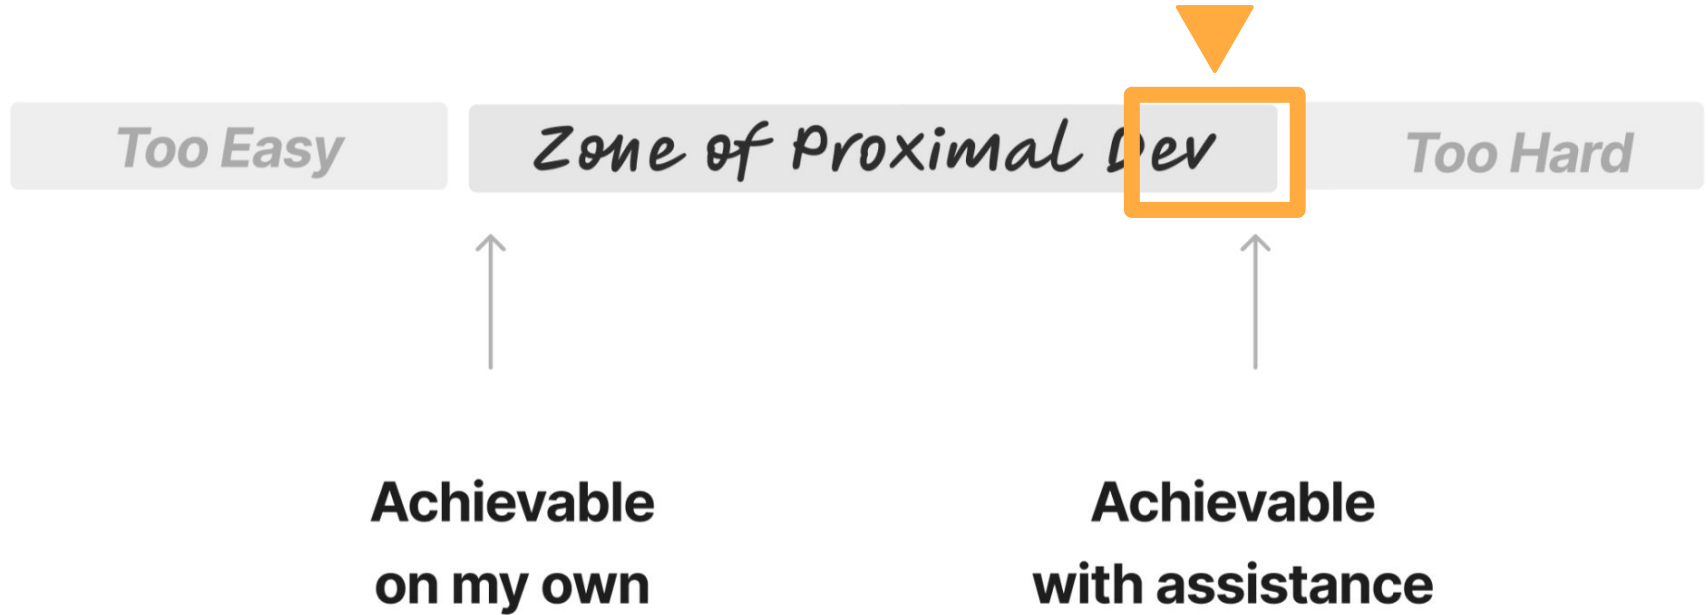 Too Easy
Zone of Proximal Dev
Too Hard
Achievable
on my own
Achievable
with assistance